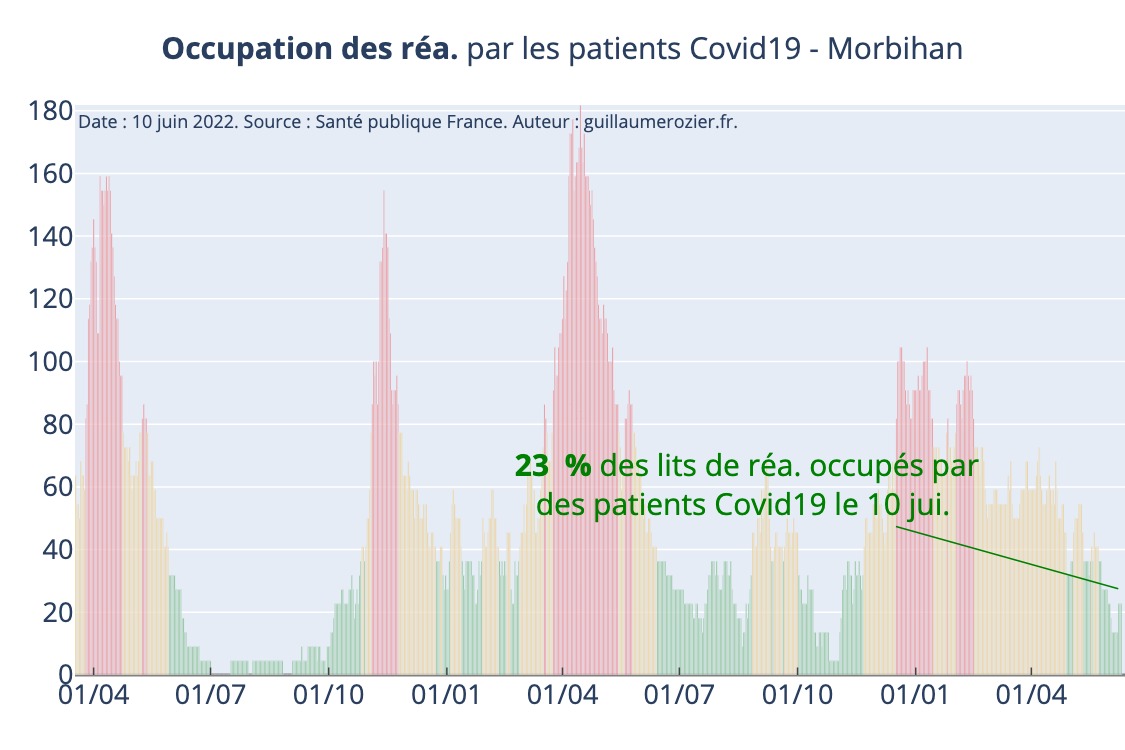 Occupation des réa. par les patients Covid19 - Morbihan
180
Date : 10 juin 2022. Source : Santé publique France. Auteur : guillaumerozier.fr.
160
140
120
100
80
23 % des lits de réa. occupés par
60
des patients Covid19 le 10 jui.
40
20
0
01/04 01/07 01/10 01/01 01/04 01/07 01/10 01/01 01/04